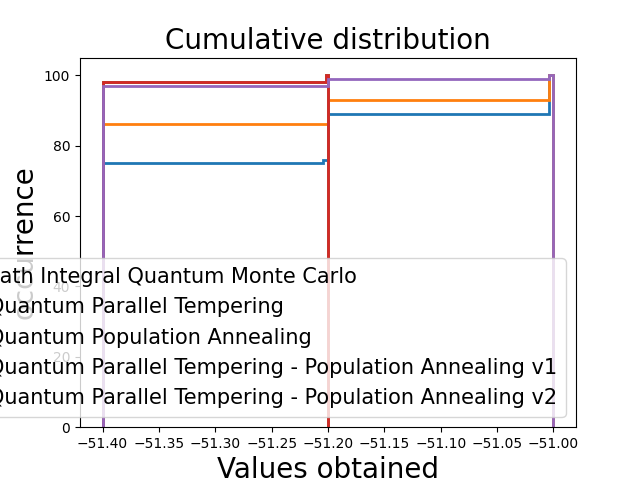 Cumulative distribution
100
80
60
40
20
0
occurrence
ath Integral Quantum Monte Carlo
Quantum Parallel Tempering
Quantum Population Annealing
Quantum Parallel Tempering - Population Annealing v1
Quantum Parallel Tempering - Population Annealing v2
−51.40 −51.35 −51.30 −51.25 −51.20 −51.15 −51.10 −51.05 −51.00
Values obtained